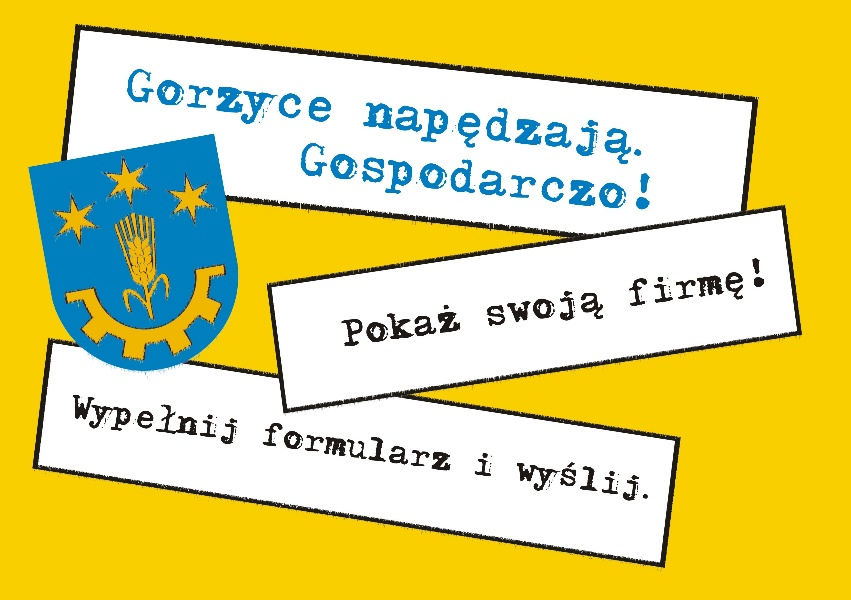 Gorzyce napędzają.
Gospodarczo!
Pokaż swoją firmę!
Wypełnij formularz i wyślij.